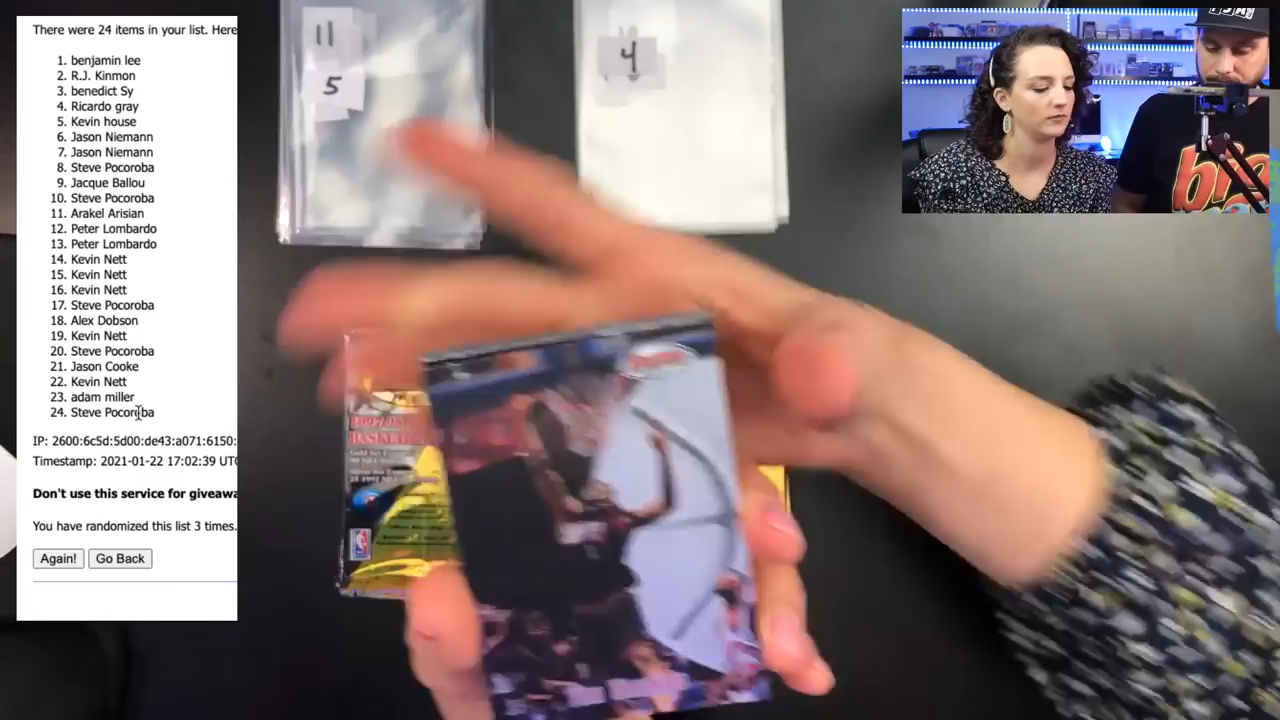 There were 24 items in your list. Here
1. benjamin lee
2. R.J. Kinmon
3. benedict Sy
4. Ricardo gray
5. Kevin house
6. Jason Niemann
7. Jason Niemann
8. Steve Pocoroba
9. Jacque Ballou
10. Steve Pocoroba
11. Arakel Arisian
12. Peter Lombardo
13. Peter Lombardo
14. Kevin Nett
15. Kevin Nett
16. Kevin Nett
17. Steve Pocoroba
18. Alex Dobson
19. Kevin Nett
20. Steve Pocoroba
21. Jason Cooke
22. Kevin Nett
23. adam miller
24. Steve Pocoroba
IP: 2600:6c5d:5d00:de43:a071:6150:
Timestamp: 2021-01-22 17:02:39 UTC
Don't use this service for giveawa
You have randomized this list 3 times.
Again! Go Back
11
5
4
BASKETBALL
NBA